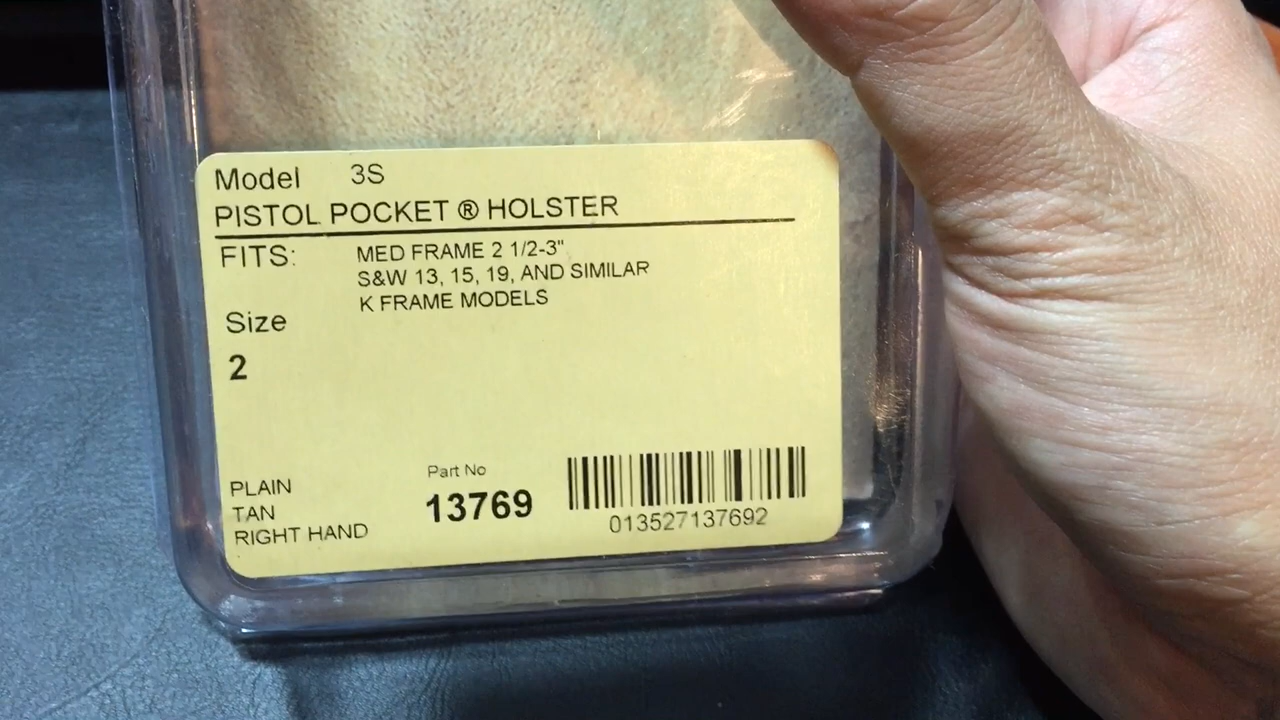 Model 3S
PISTOL POCKET ® HOLSTER
FITS: MED FRAME 2 1/2-3"
S&W 13, 15, 19, AND SIMILAR
K FRAME MODELS
Size
2
PLAIN
TAN
RIGHT HAND
Part No
13769
013527137692